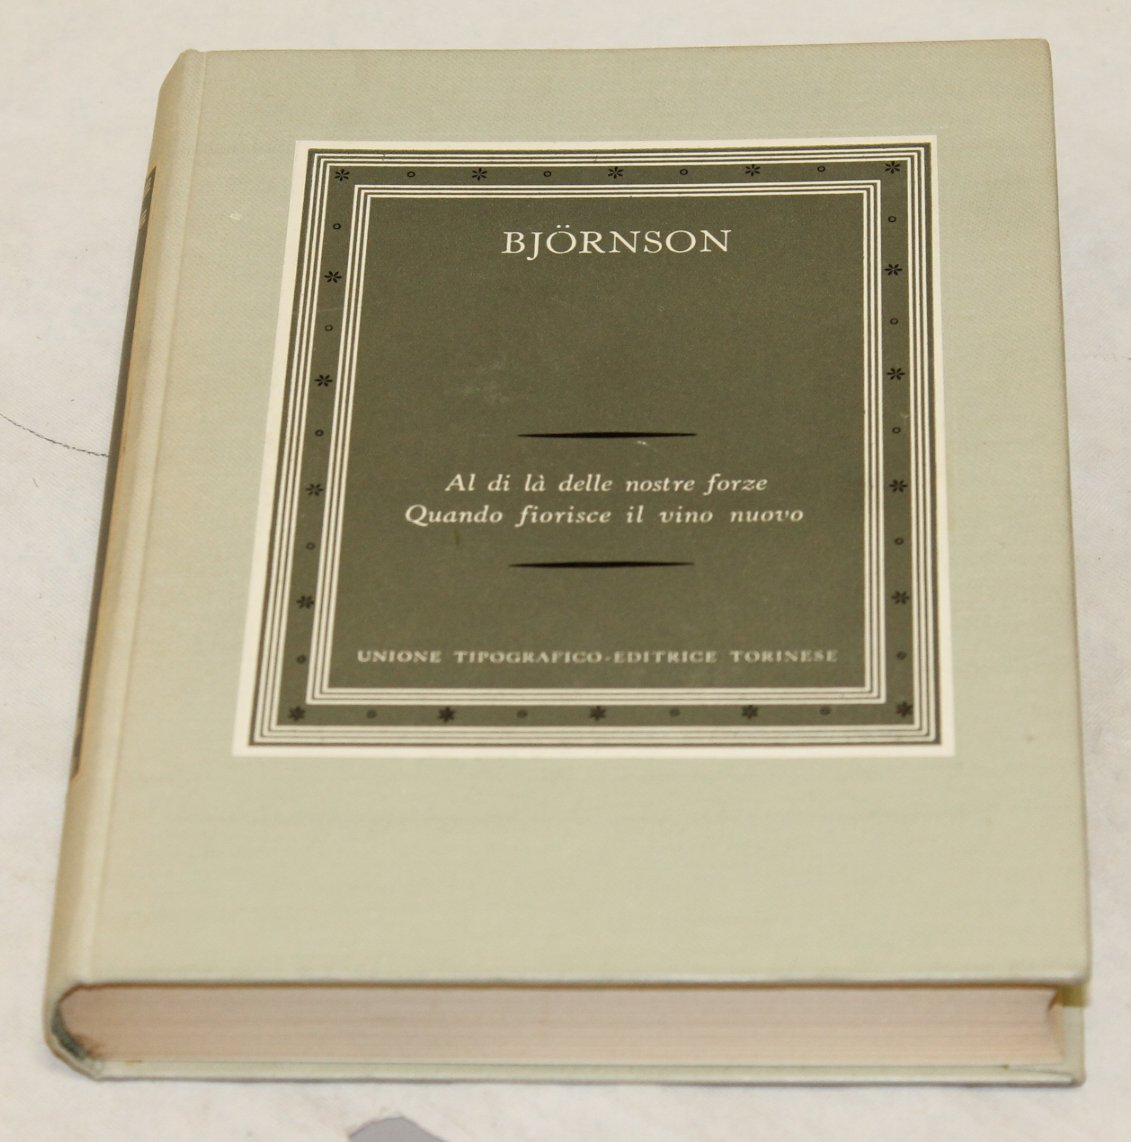 BJÖRNSON
Al di là delle nostre forze
Quando fiorisce il vino nuovo
UNIONE TIPOGRAFICO-EDITRICE TORINESE